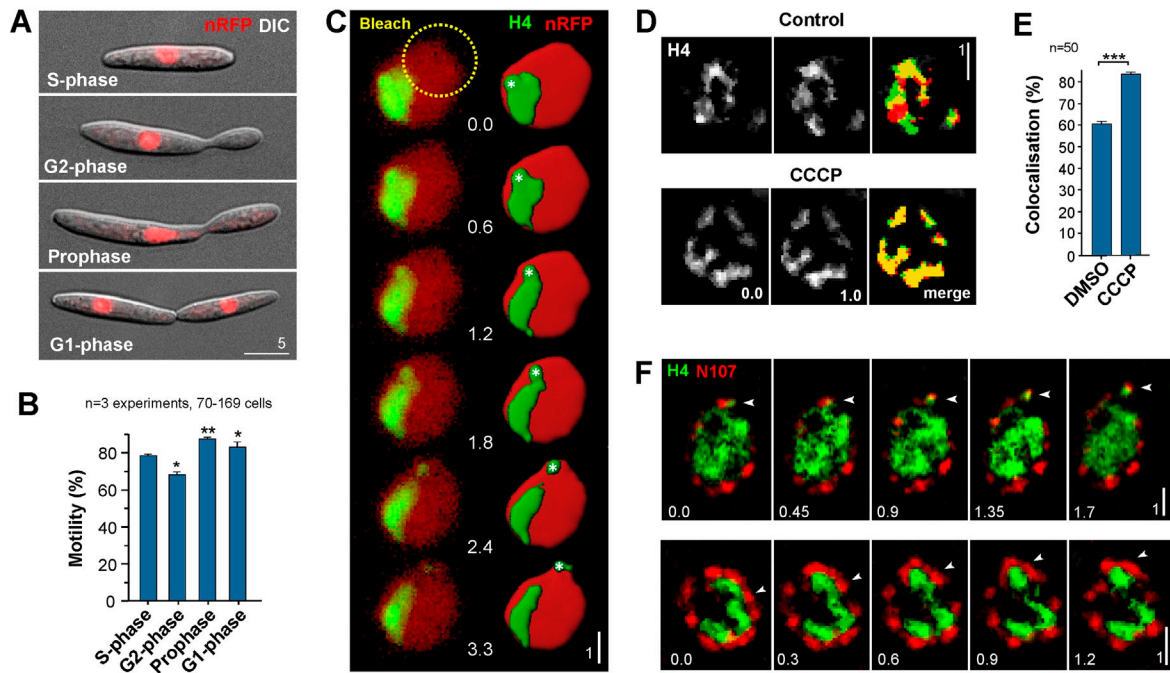 A
nRFP DIC
S-phase
G2-phase
Prophase
G1-phase
5
B
n=3 experiments, 70-169 cells
Motility (%)
80
60
40
20
0
*
**
*
S-phase
G2-phase
Prophase
G1-phase
C
Bleach
H4 nRFP
*
0.0
*
0.6
*
1.2
*
1.8
*
2.4
*
3.3
1
D
Control
H4
1
CCCP
0.0
1.0
merge
E
n=50
***
Colocalisation (%)
80
70
60
50
40
30
20
10
0
DMSO
CCCP
F
H4 N107
0.0
0.45
0.9
1.35
1.7
1
0.0
0.3
0.6
0.9
1.2
1